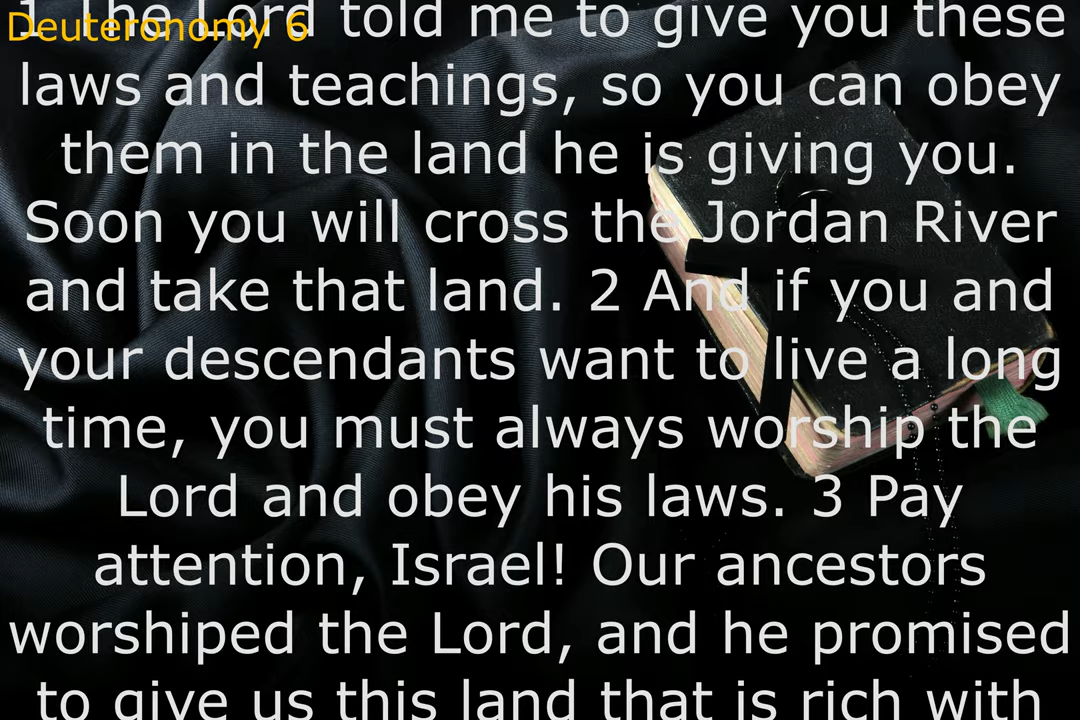 Deuteronomy 6
1 The Lord told me to give you these
laws and teachings, so you can obey
them in the land he is giving you.
Soon you will cross the Jordan River
and take that land. 2 And if you and
your descendants want to live a long
time, you must always worship the
Lord and obey his laws. 3 Pay
attention, Israel! Our ancestors
worshiped the Lord, and he promised
to give us this land that is rich with